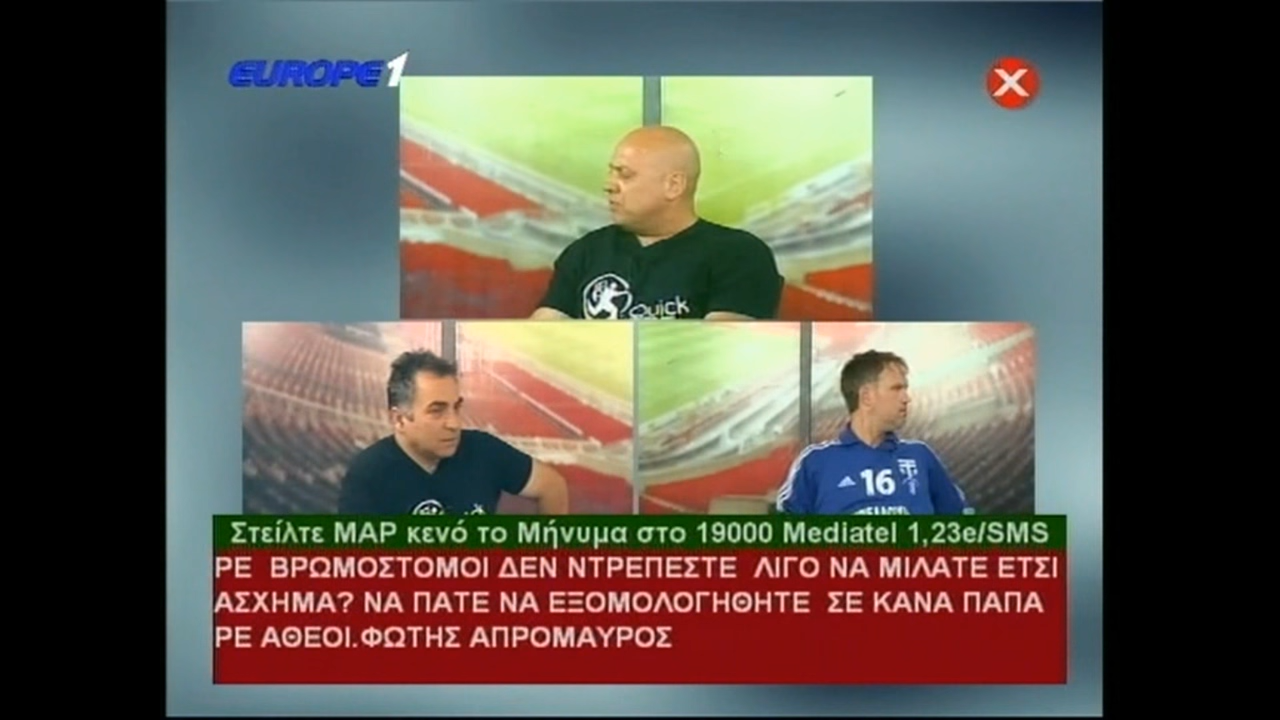 EUROPE1
X
Quick
16
Στείλτε ΜΑΡ κενό το Μήνυμα στο 19000 Mediatel 1,23e/SMS
ΡΕ ΒΡΩΜΟΣΤΟΜΟΙ ΔΕΝ ΝΤΡΕΠΕΣΤΕ ΛΙΓΟ ΝΑ ΜΙΛΑΤΕ ΕΤΣΙ
ΑΣΧΗΜΑ? ΝΑ ΠΑΤΕ ΝΑ ΕΞΟΜΟΛΟΓΗΘΗΤΕ ΣΕ ΚΑΝΑ ΠΑΠΑ
ΡΕ ΑΘΕΟΙ.ΦΩΤΗΣ ΑΠΡΟΜΑΥΡΟΣ